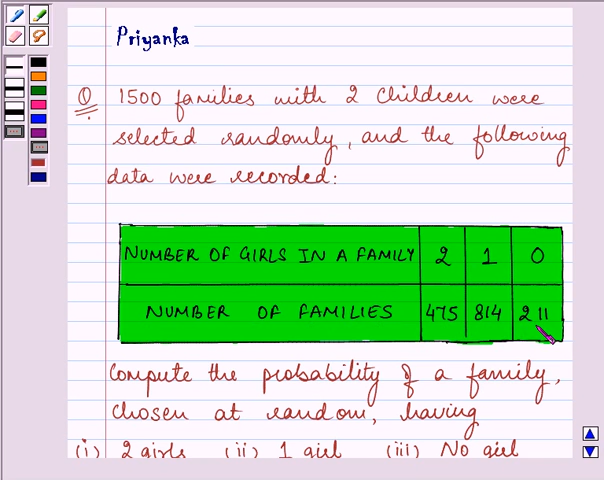 Priyanka
Q 1500 families with 2 children were
selected randomly, and the following
data were recorded:
NUMBER OF GIRLS IN A FAMILY 2 1 0
NUMBER OF FAMILIES 475 814 211
Compute the probability of a family,
chosen at random, having
(i) 2 girls (ii) 1 girl (iii) No girl